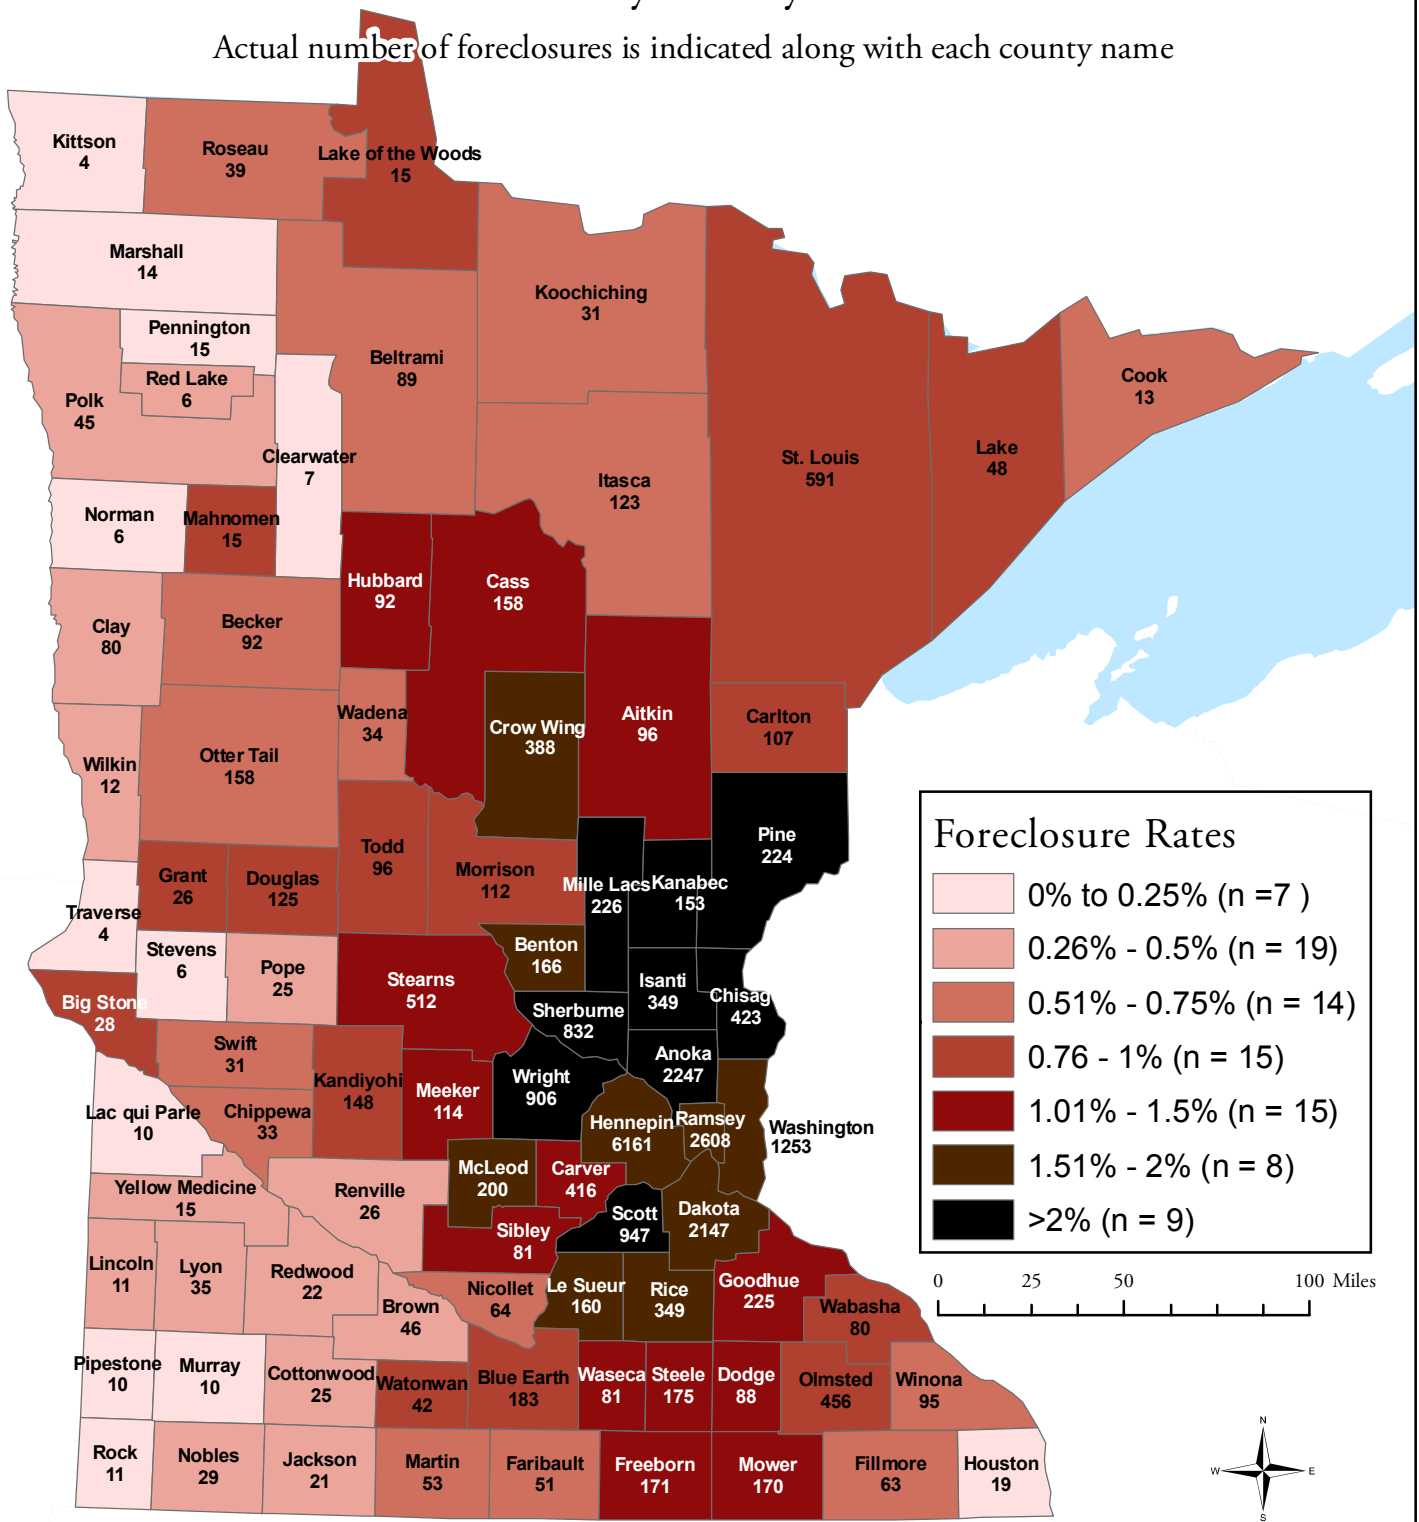 Actual number of foreclosures is indicated along with each county name
Kittson
4
Roseau
39
Lake of the Woods
15
Marshall
14
Koochiching
31
Pennington
15
Beltrami
89
Red Lake
6
Polk
45
Cook
13
Clearwater
7
St. Louis
591
Lake
48
Itasca
123
Norman
6
Mahnomen
15
Hubbard
92
Cass
158
Clay
80
Becker
92
Wadena
34
Crow Wing
388
Aitkin
96
Carlton
107
Wilkin
12
Otter Tail
158
Pine
224
Todd
96
Morrison
112
Grant
26
Douglas
125
Mille Lacs
226
Kanabec
153
Traverse
4
Stevens
6
Pope
25
Stearns
512
Benton
166
Isanti
349
Chisag
423
Big Stone
28
Sherburne
832
Swift
31
Anoka
2247
Kandiyohi
148
Meeker
114
Wright
906
Lac qui Parle
10
Chippewa
33
Hennepin
6161
Ramsey
2608
Washington
1253
McLeod
200
Carver
416
Yellow Medicine
15
Renville
26
Scott
947
Dakota
2147
Sibley
81
Lincoln
11
Lyon
35
Redwood
22
Nicollet
64
Le Sueur
160
Rice
349
Goodhue
225
Brown
46
Wabasha
80
Pipestone
10
Murray
10
Cottonwood
25
Watonwan
42
Blue Earth
183
Waseca
81
Steele
175
Dodge
88
Olmsted
456
Winona
95
Rock
11
Nobles
29
Jackson
21
Martin
53
Faribault
51
Freeborn
171
Mower
170
Fillmore
63
Houston
19
Foreclosure Rates
0% to 0.25% (n =7 )
0.26% - 0.5% (n = 19)
0.51% - 0.75% (n = 14)
0.76 - 1% (n = 15)
1.01% - 1.5% (n = 15)
1.51% - 2% (n = 8)
>2% (n = 9)
0 25 50 100 Miles
N
W E
S